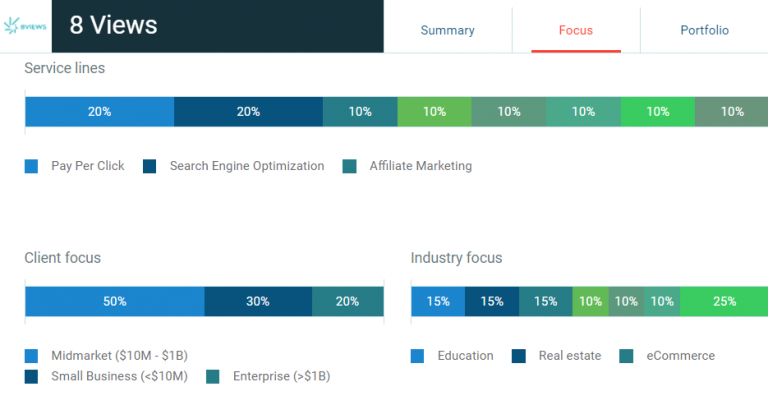 8VIEWS
8 Views
Summary
Focus
Portfolio
Service lines
20%
20%
10%
10%
10%
10%
10%
10%
Pay Per Click
Search Engine Optimization
Affiliate Marketing
Client focus
50%
30%
20%
Midmarket ($10M - $1B)
Small Business (<$10M)
Enterprise (>$1B)
Industry focus
15%
15%
15%
10%
10%
10%
25%
Education
Real estate
eCommerce